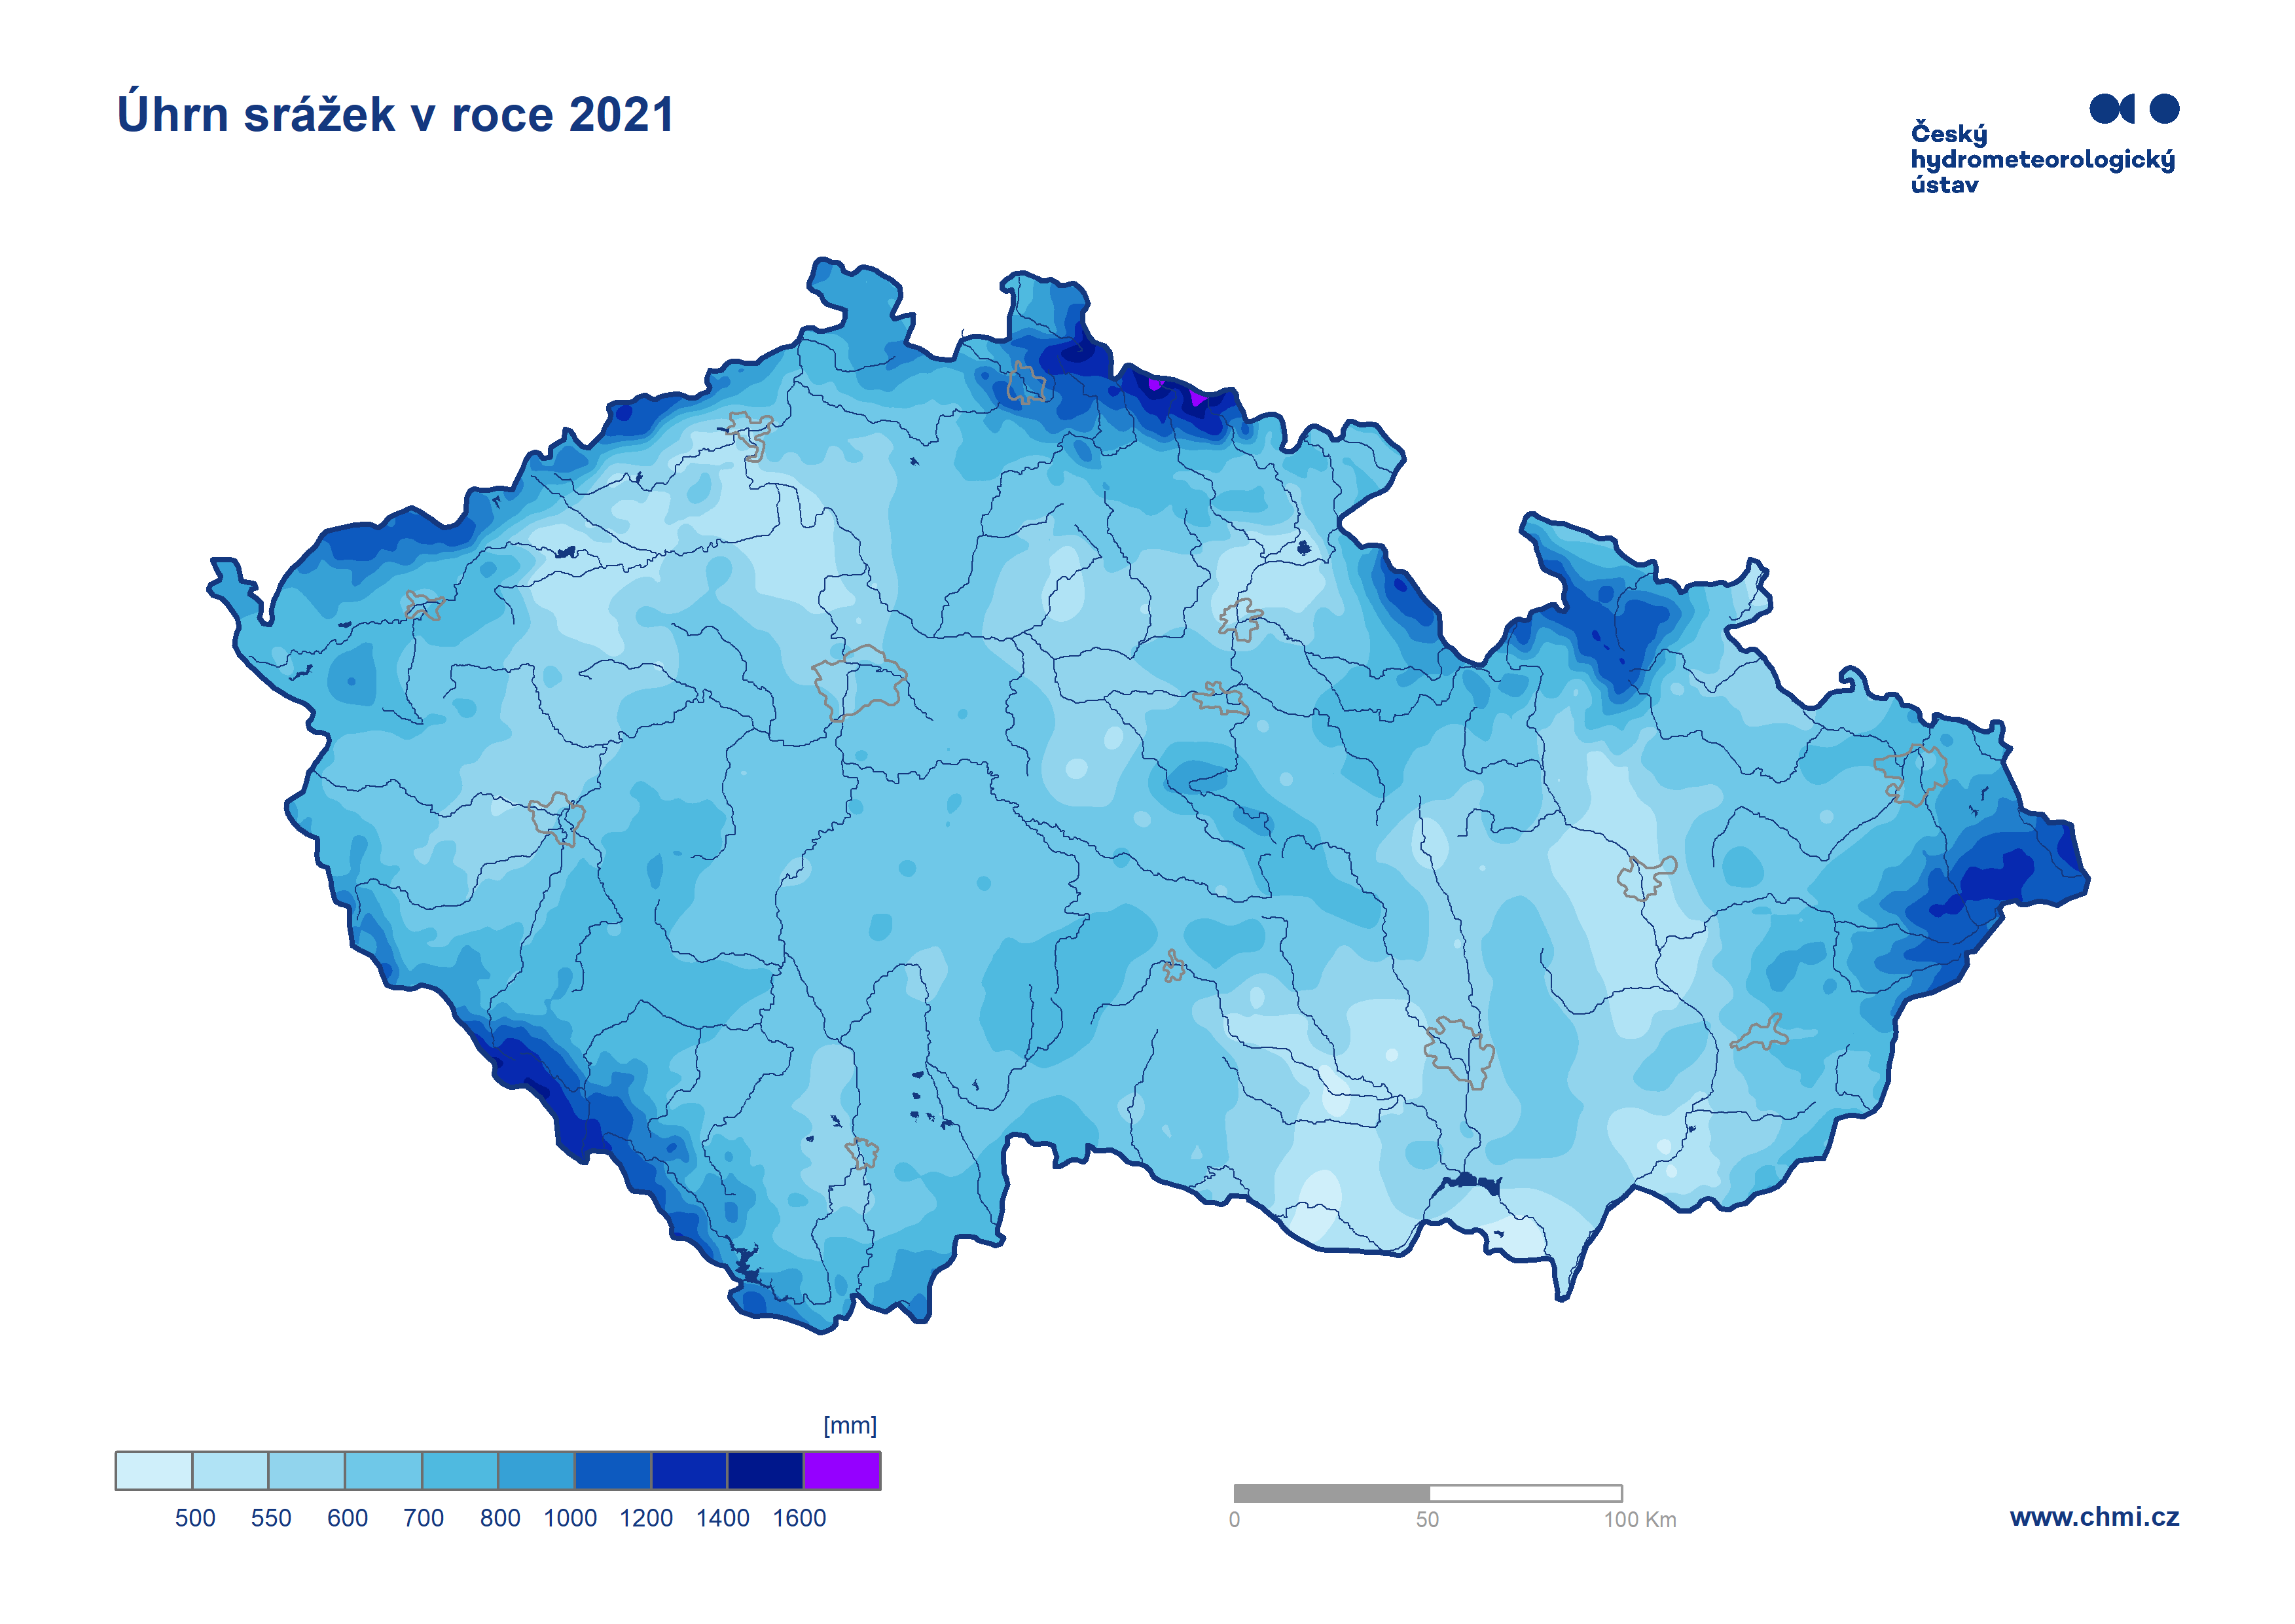 Úhrn srážek v roce 2021
Český
hydrometeorologický
ústav
[mm]
500 550 600 700 800 1000 1200 1400 1600
0 50 100 Km
www.chmi.cz